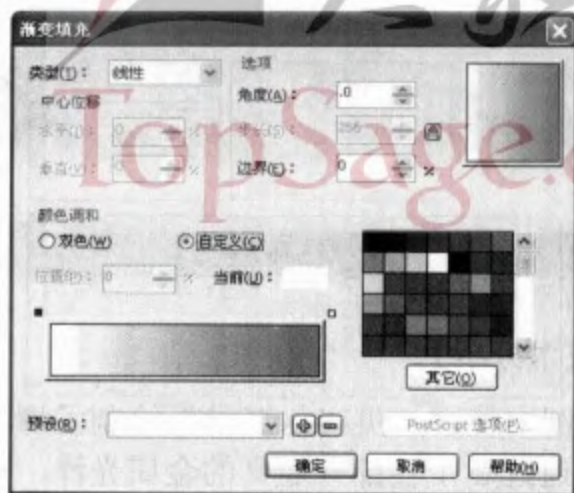 渐变填充
类型(T): 线性
选项
中心位移
角度(A): .0
水平(I): 0 %
步长(S): 256
垂直(V): 0 %
边界(E): 0 %
TopSage.c
颜色调和
双色(W)
自定义(C)
位置(P): 0 %
当前(U):
其它(O)
预设(R):
PostScript 选项(P)...
确定
取消
帮助(H)